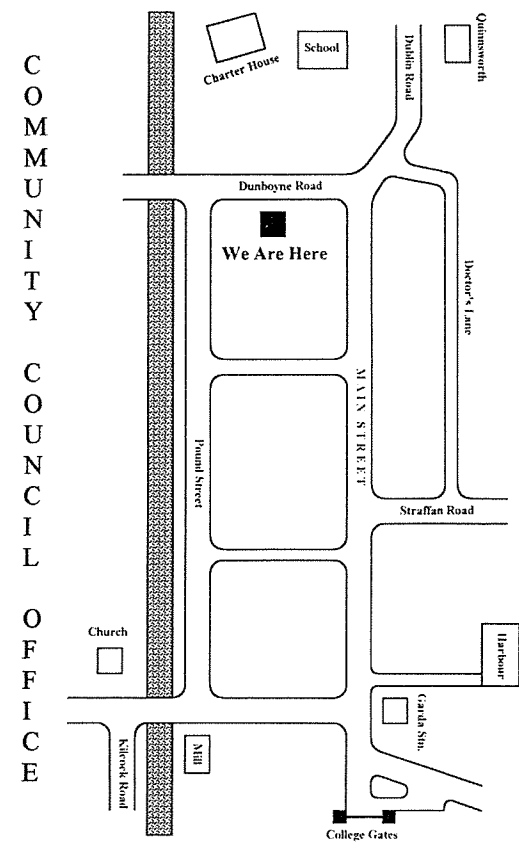 COMMUNITY COUNCIL OFFICE
Charter House
School
Dublin Road
Quinnsworth
Dunboyne Road
We Are Here
Doctor's Lane
MAIN STREET
Pound Street
Straffan Road
Church
Harbour
Garda Stn.
Kilcock Road
Mill
College Gates